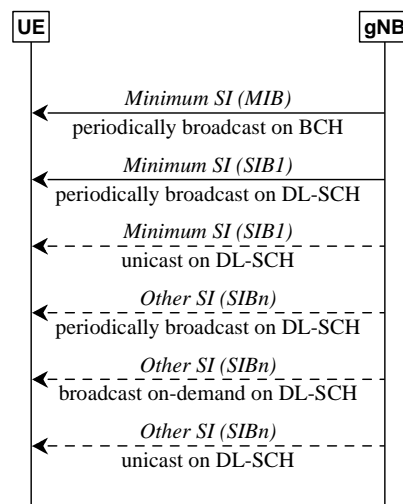 UE
gNB
Minimum SI (MIB)
periodically broadcast on BCH
Minimum SI (SIB1)
periodically broadcast on DL-SCH
Minimum SI (SIB1)
unicast on DL-SCH
Other SI (SIBn)
periodically broadcast on DL-SCH
Other SI (SIBn)
broadcast on-demand on DL-SCH
Other SI (SIBn)
unicast on DL-SCH